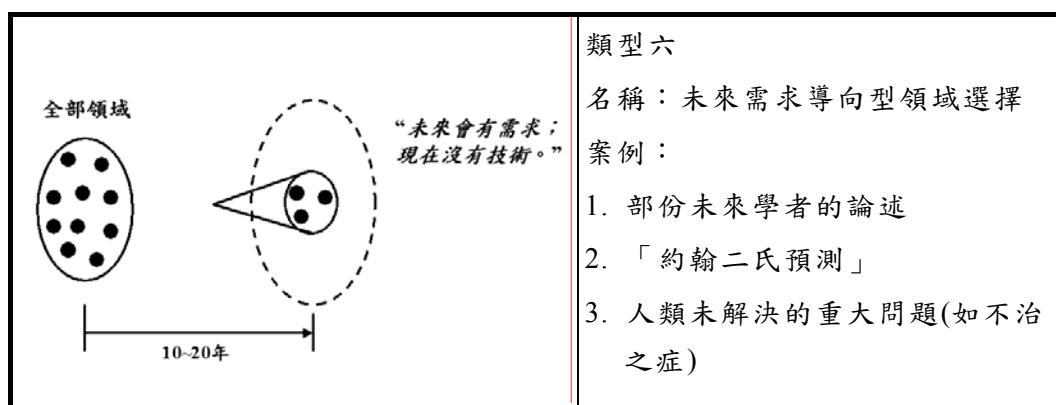 全部領域
“未來會有需求；
現在沒有技術。”
10~20年
類型六
名稱：未來需求導向型領域選擇
案例：
1. 部份未來學者的論述
2. 「約翰二氏預測」
3. 人類未解決的重大問題(如不治
之症)